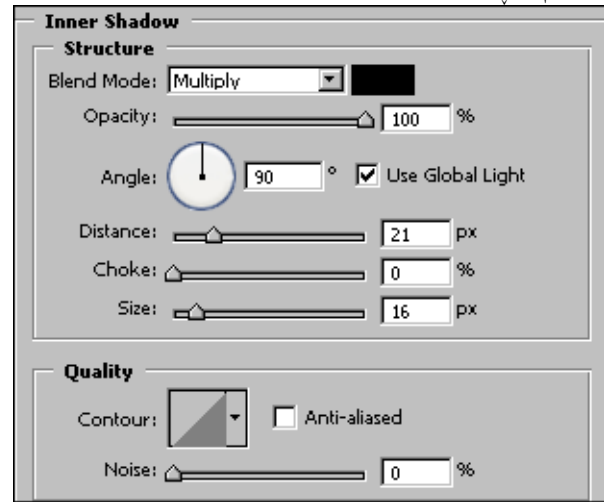 Inner Shadow
Structure
Blend Mode: Multiply
Opacity: 100 %
Angle: 90 ° Use Global Light
Distance: 21 px
Choke: 0 %
Size: 16 px
Quality
Contour: Anti-aliased
Noise: 0 %